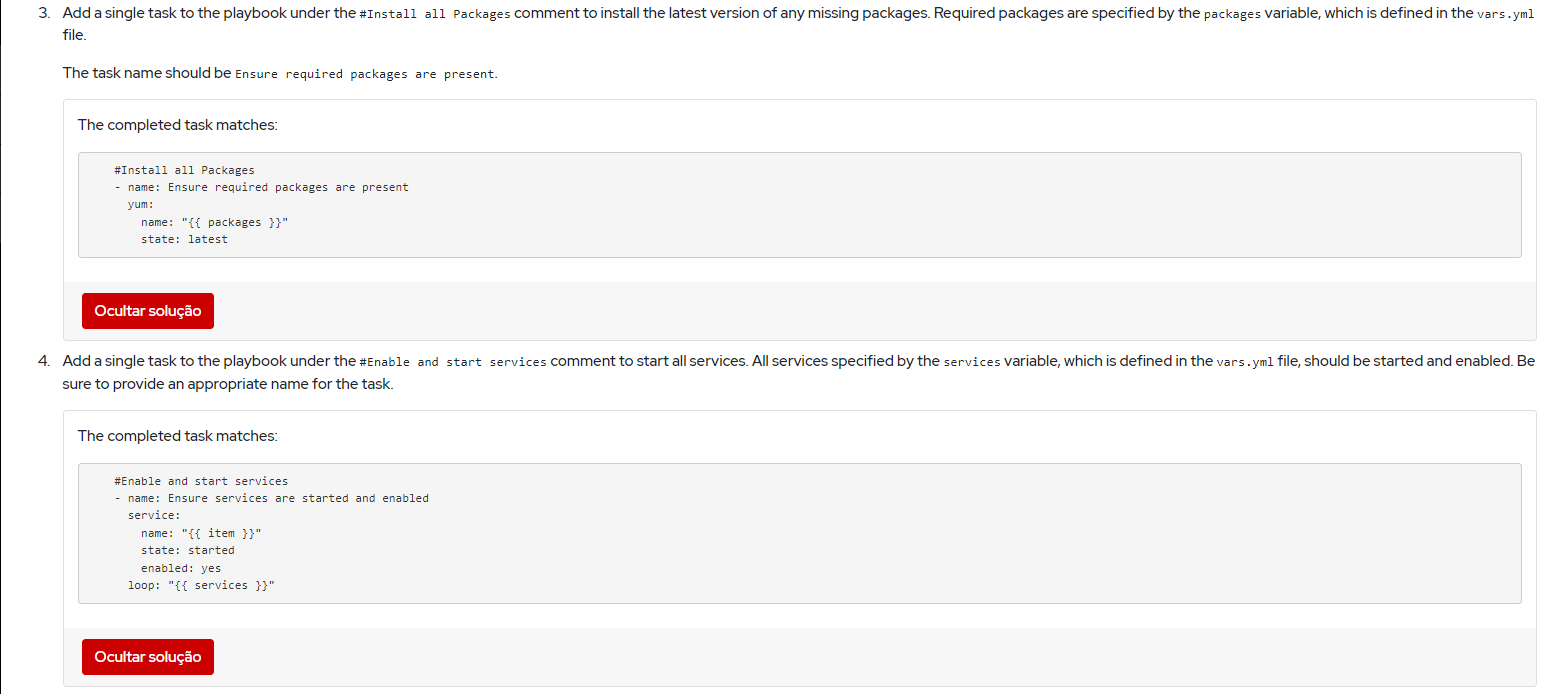 3. Add a single task to the playbook under the #Install all Packages comment to install the latest version of any missing packages. Required packages are specified by the packages variable, which is defined in the vars.yml
file.
The task name should be Ensure required packages are present.
The completed task matches:
#Install all Packages
- name: Ensure required packages are present
yum:
name: "{{ packages }}"
state: latest
Ocultar solução
4. Add a single task to the playbook under the #Enable and start services comment to start all services. All services specified by the services variable, which is defined in the vars.yml file, should be started and enabled. Be
sure to provide an appropriate name for the task.
The completed task matches:
#Enable and start services
- name: Ensure services are started and enabled
service:
name: "{{ item }}"
state: started
enabled: yes
loop: "{{ services }}"
Ocultar solução